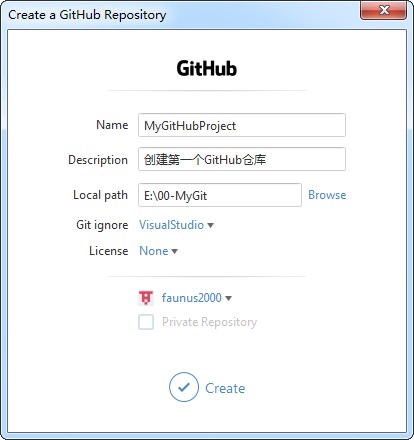 Create a GitHub Repository
GitHub
Name MyGitHubProject
Description 创建第一个GitHub仓库
Local path E:\00-MyGit Browse
Git ignore VisualStudio
License None
faunus2000
Private Repository
Create